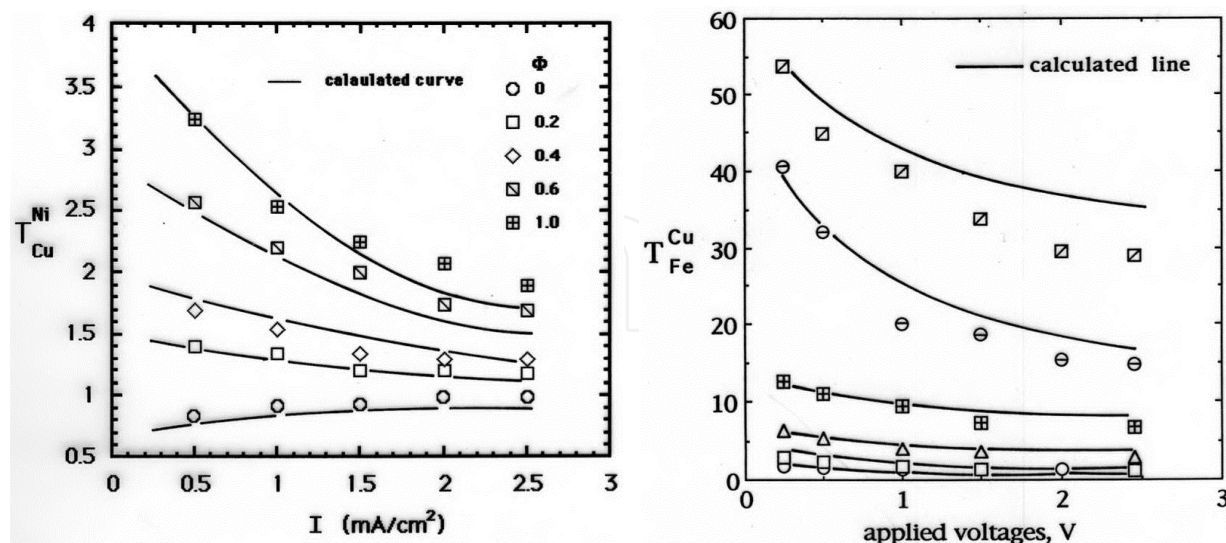 4
3.5
3
2.5
2
1.5
1
0.5
T Ni Cu
calaulated curve
Φ
0
0.2
0.4
0.6
1.0
0 0.5 1 1.5 2 2.5 3
I (mA/cm²)
60
50
40
30
20
10
0
T Cu Fe
calculated line
0 1 2 3
applied voltages, V